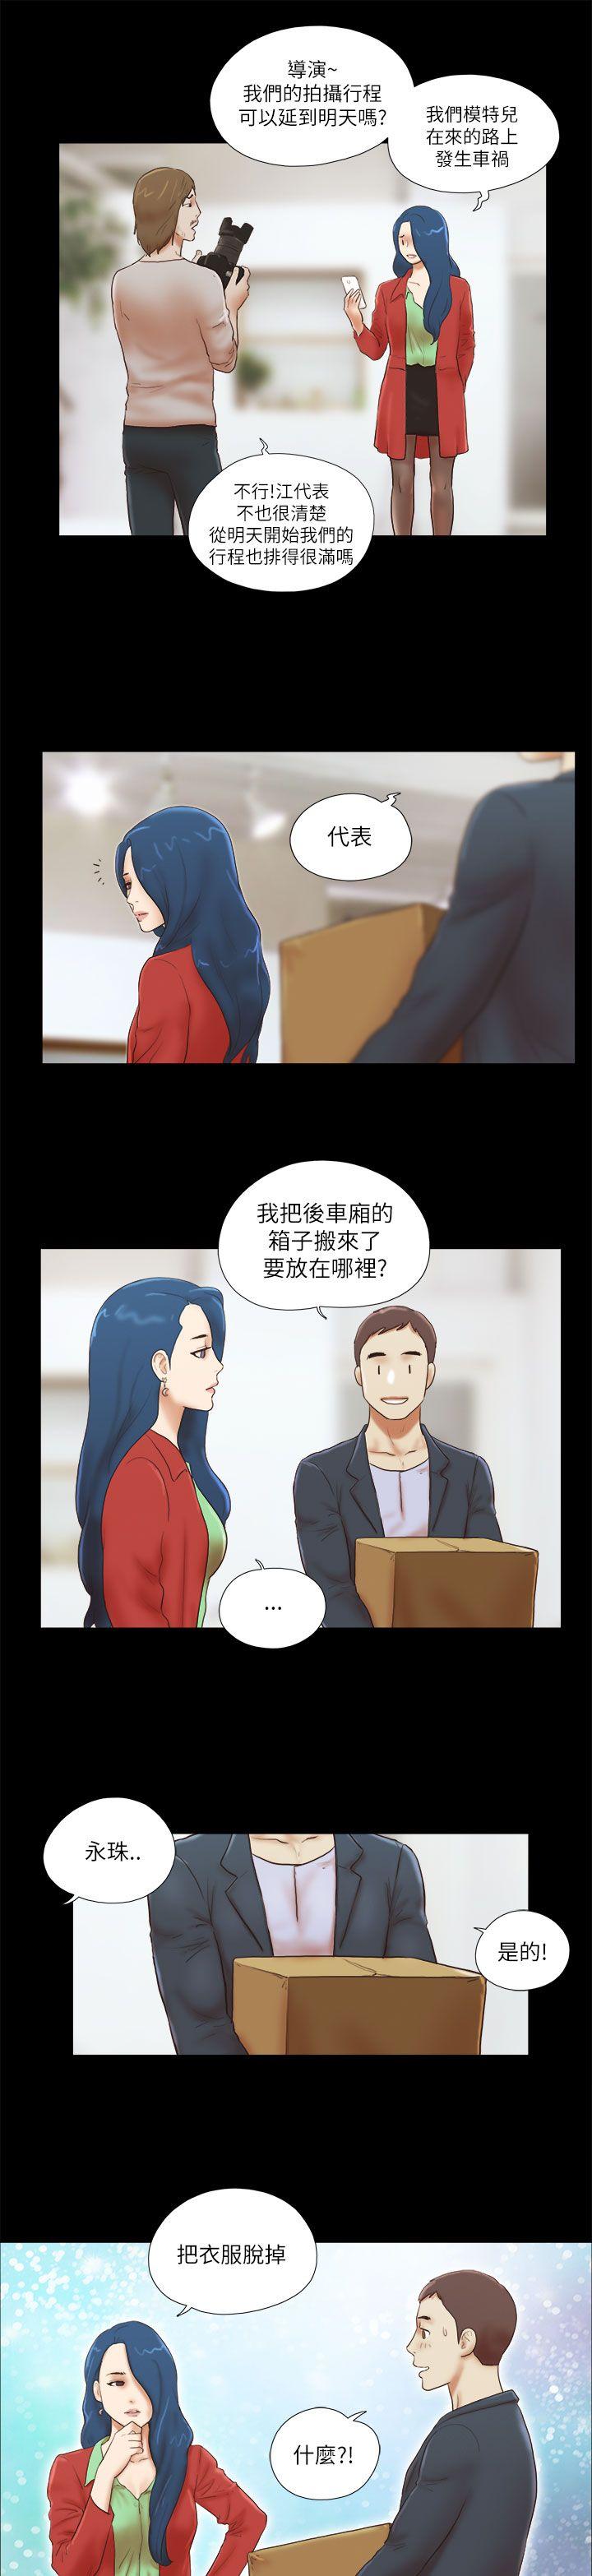 導演~
我們的拍攝行程
可以延到明天嗎?
我們模特兒
在來的路上
發生車禍
不行!江代表
不也很清楚
從明天開始我們的
行程也排得很滿嗎
代表
我把後車廂的
箱子搬來了
要放在哪裡?
...
永珠..
是的!
把衣服脫掉
什麼?!